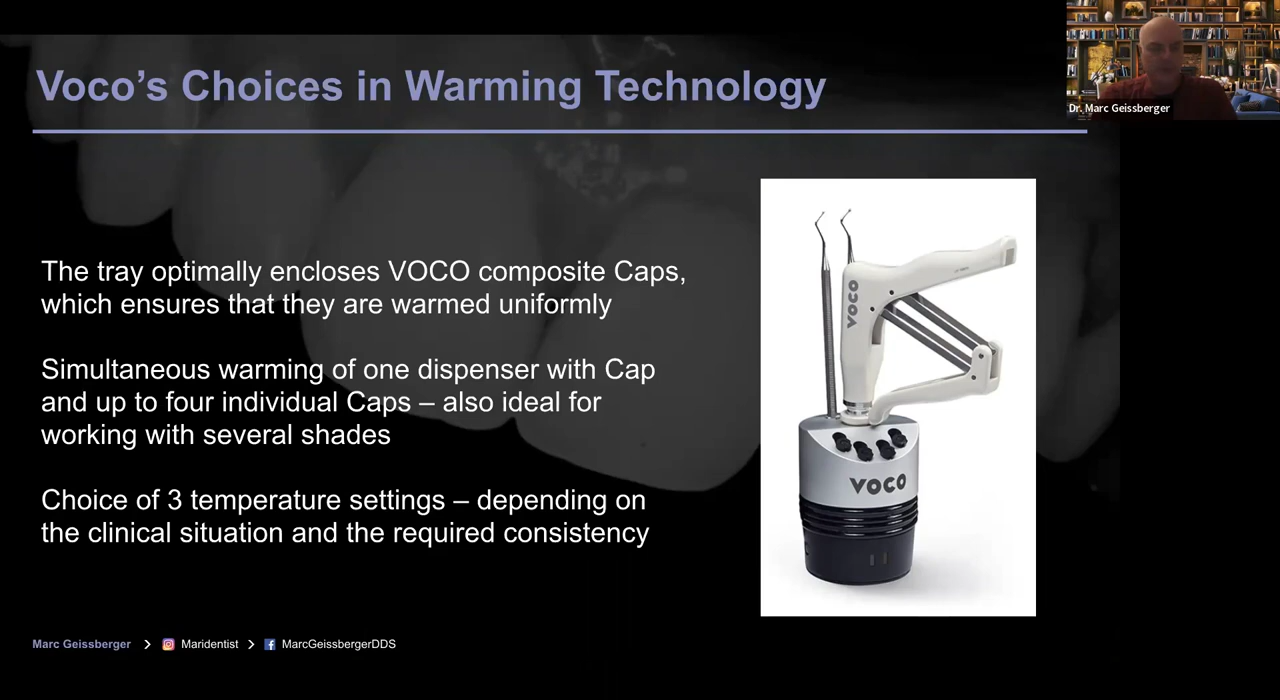 Voco’s Choices in Warming Technology
Dr. Marc Geissberger
The tray optimally encloses VOCO composite Caps,
which ensures that they are warmed uniformly
Simultaneous warming of one dispenser with Cap
and up to four individual Caps – also ideal for
working with several shades
Choice of 3 temperature settings – depending on
the clinical situation and the required consistency
VOCO
VOCO
Marc Geissberger
Maridentist
MarcGeissbergerDDS